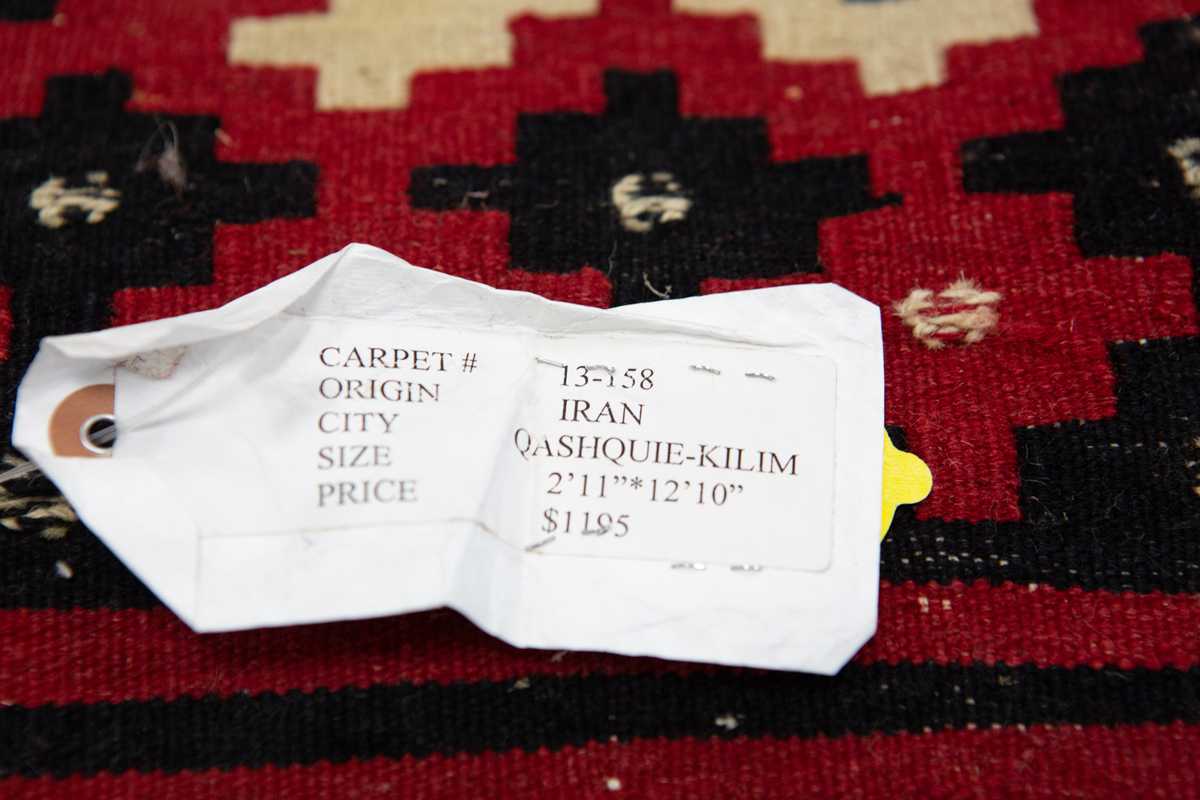 CARPET # 13-158
ORIGIN IRAN
CITY QASHQUIE-KILIM
SIZE 2’11”*12’10”
PRICE $1195